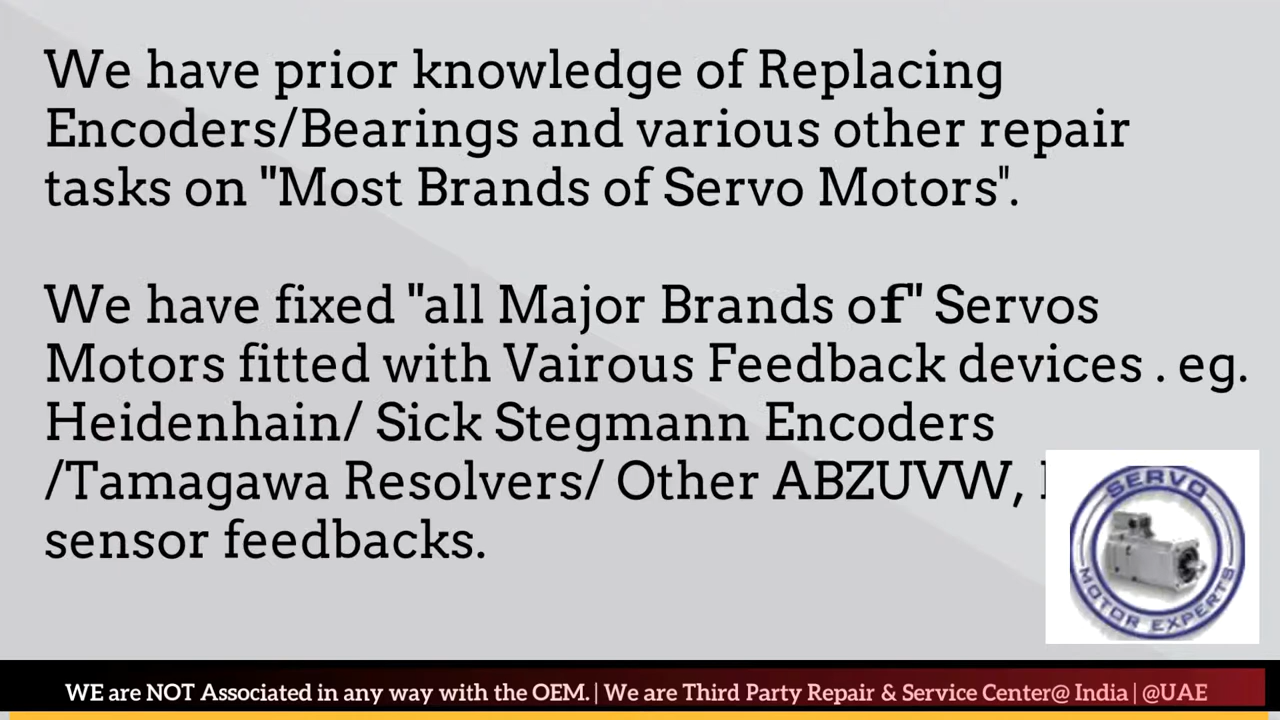 We have prior knowledge of Replacing
Encoders/Bearings and various other repair
tasks on "Most Brands of Servo Motors".
We have fixed "all Major Brands of" Servos
Motors fitted with Vairous Feedback devices . eg.
Heidenhain/ Sick Stegmann Encoders
/Tamagawa Resolvers/ Other ABZUVW,
sensor feedbacks.
SERVO
MOTOR EXPERTS
WE are NOT Associated in any way with the OEM. | We are Third Party Repair & Service Center@ India | @UAE